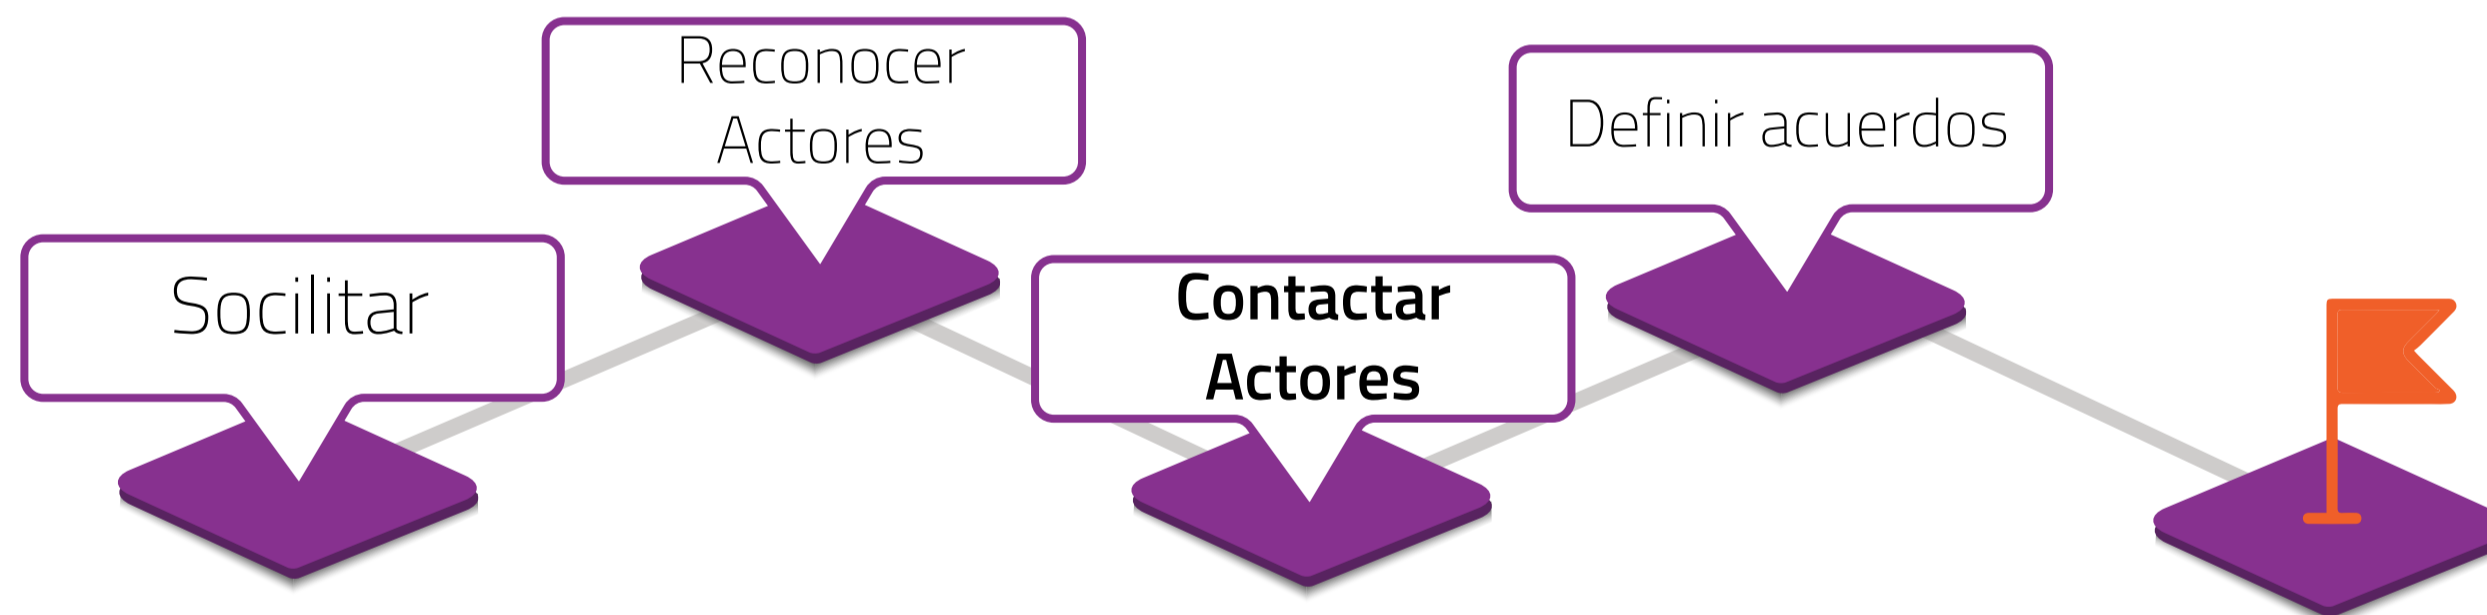 Socilitar
Reconocer
Actores
Contactar
Actores
Definir acuerdos